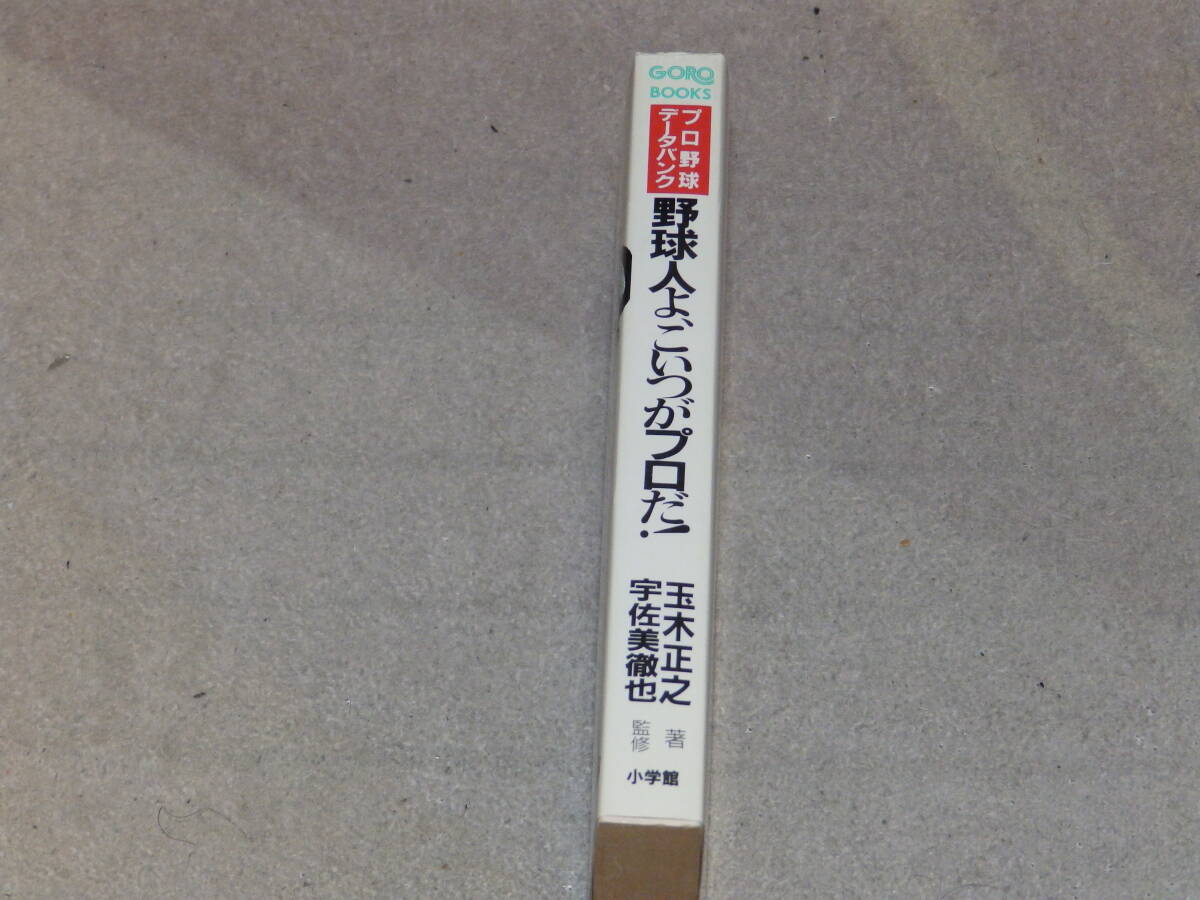 GORO
BOOKS
プロ野球
データバンク
野球人よ、こいつがプロだ!
玉木正之 著
宇佐美徹也 監修
小学館